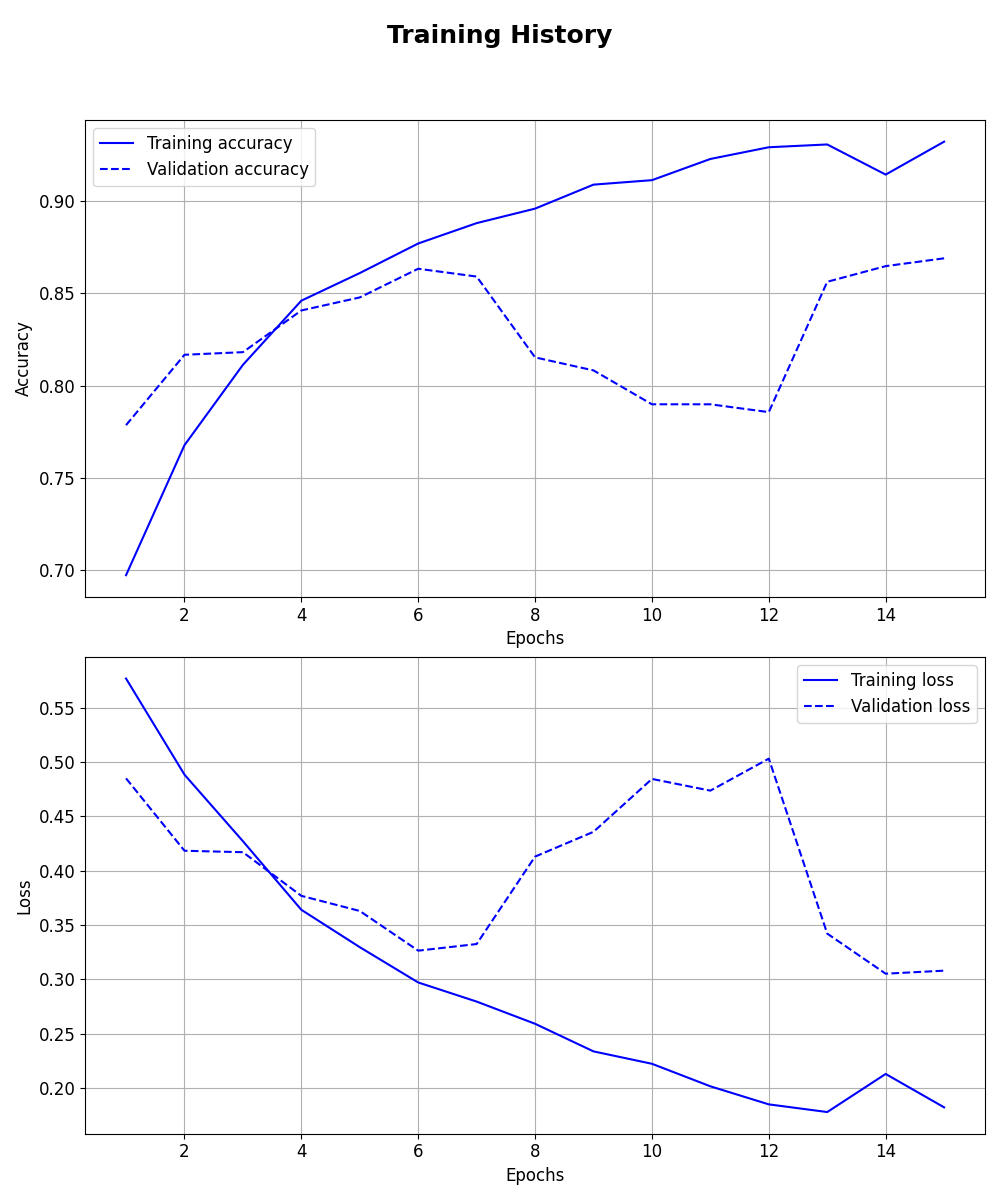 Training History
Training accuracy
Validation accuracy
0.90
0.85
0.80
0.75
0.70
Accuracy
2 4 6 8 10 12 14
Epochs
Training loss
Validation loss
0.55
0.50
0.45
0.40
0.35
0.30
0.25
0.20
Loss
2 4 6 8 10 12 14
Epochs